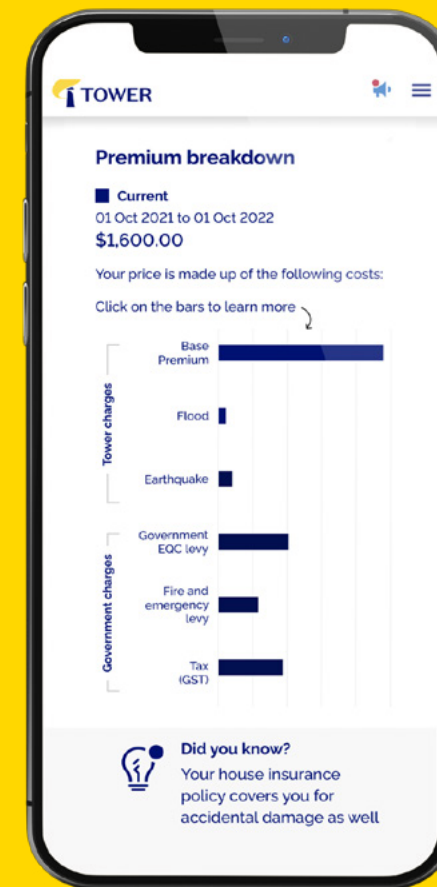 TOWER
Premium breakdown
Current
01 Oct 2021 to 01 Oct 2022
$1,600.00
Your price is made up of the following costs:
Click on the bars to learn more
Tower charges
Base
Premium
Flood
Earthquake
Government charges
Government
EQC levy
Fire and
emergency
levy
Tax
(GST)
Did you know?
Your house insurance
policy covers you for
accidental damage as well